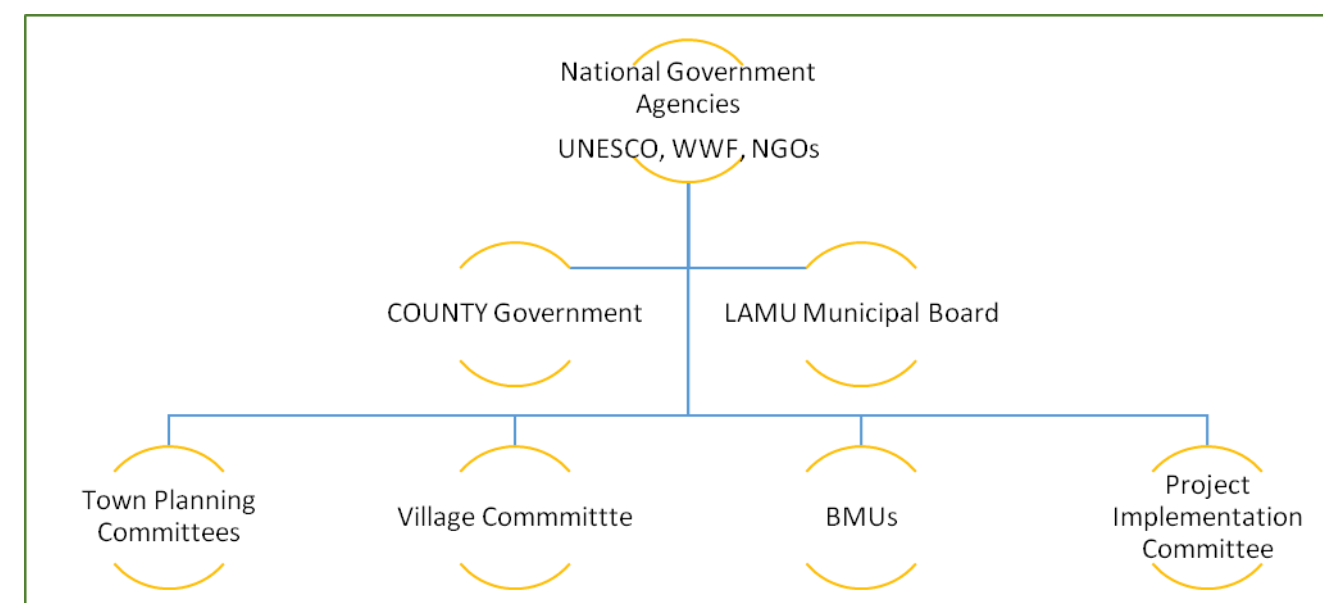 National Government
Agencies
UNESCO, WWF, NGOs
COUNTY Government
LAMU Municipal Board
Town Planning
Committees
Village Commmittte
BMUs
Project
Implementation
Committee